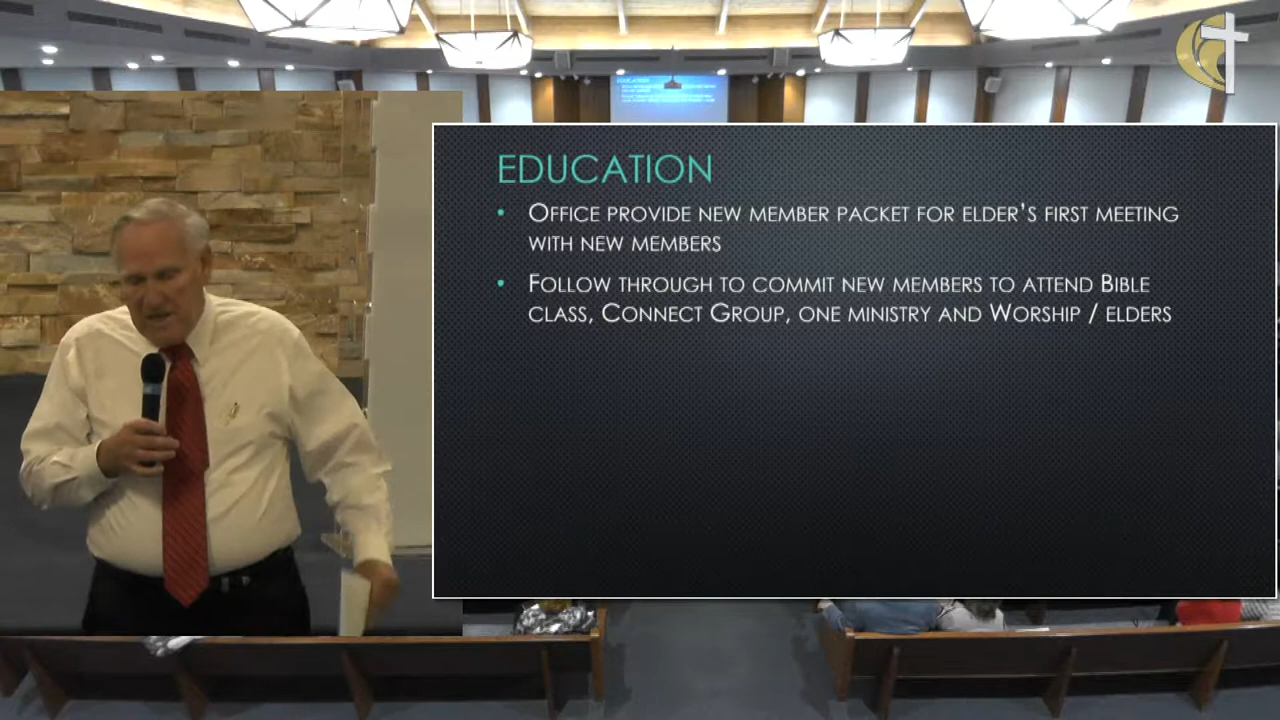 EDUCATION
• Office provide new member packet for elder's first meeting
with new members
• Follow through to commit new members to attend Bible
class, Connect Group, one ministry and Worship / elders